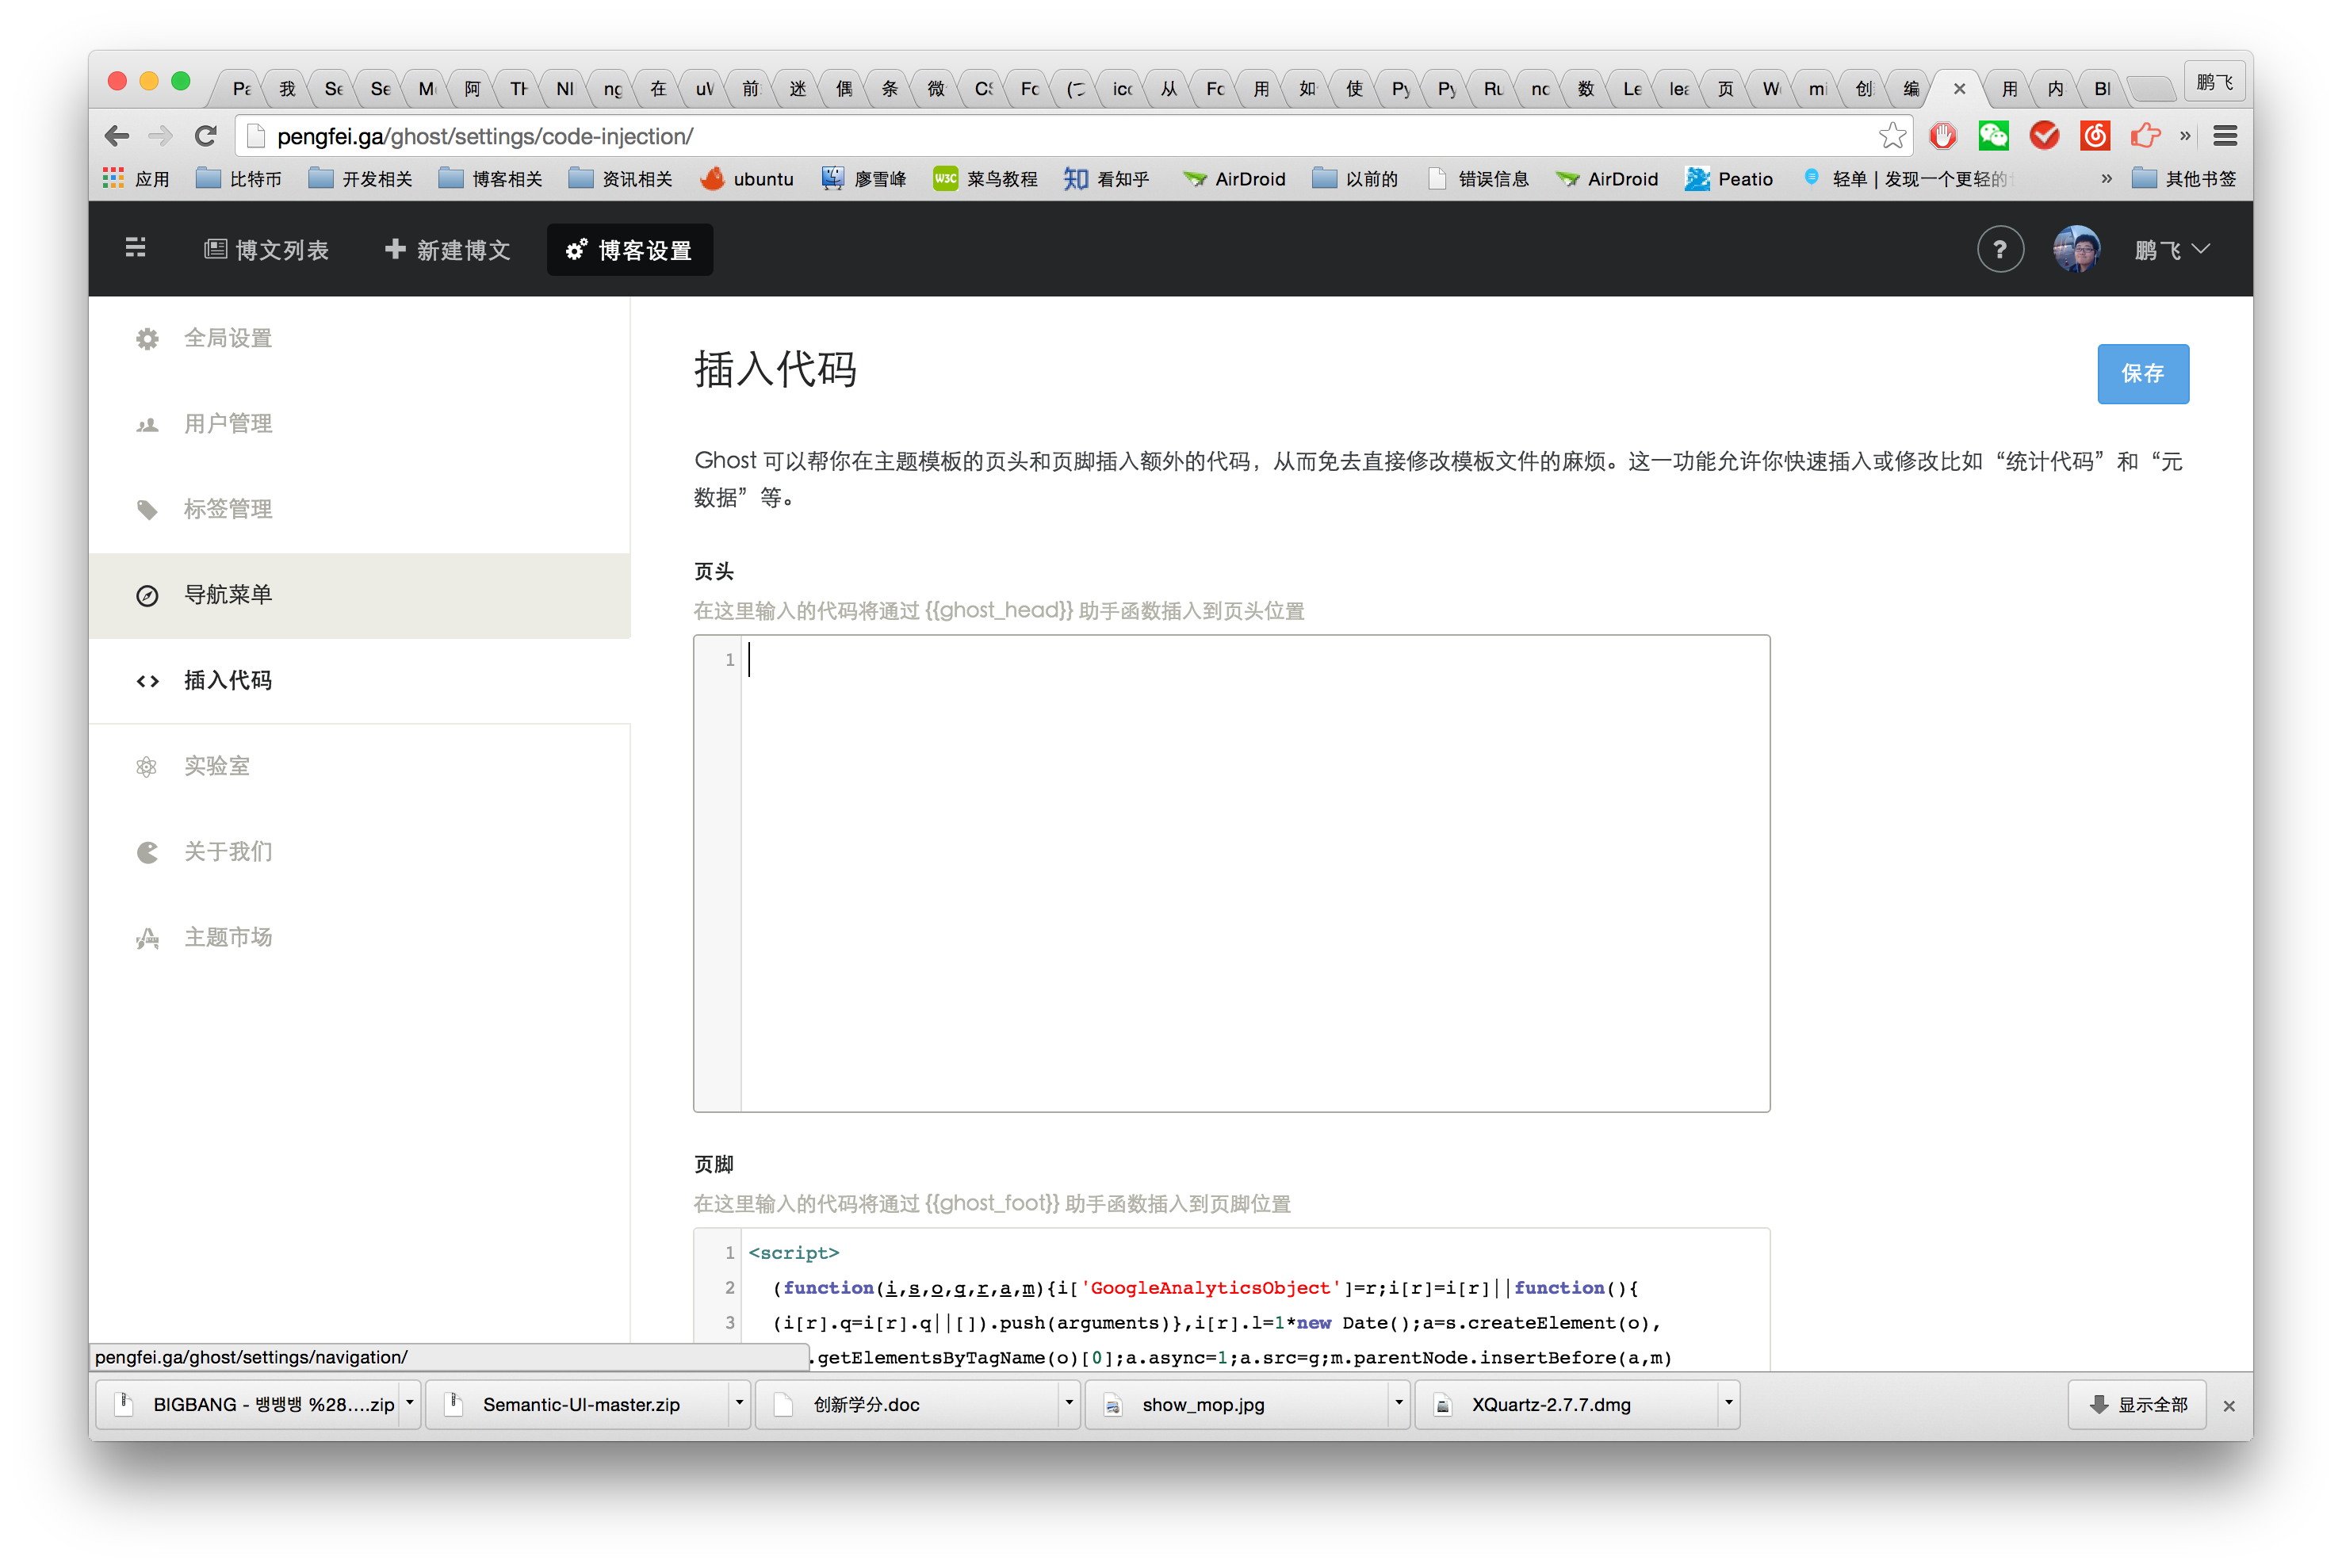 Pa 我 Se Se Mo 阿 Th NI ng 在 uW 前 迷 偶 条 微 CS Fo (つ ico 从 Fo 用 如 使 Py Py Ru no 数 Le lea 页 W mi 创 编 用 内 Bl 鹏飞
pengfei.ga/ghost/settings/code-injection/
应用 比特币 开发相关 博客相关 资讯相关 ubuntu 廖雪峰 W3C 菜鸟教程 知 看知乎 AirDroid 以前的 错误信息 AirDroid Peatio 轻单 | 发现一个更轻的 » 其他书签
博文列表 新建博文 博客设置 ? 鹏飞
全局设置
用户管理
标签管理
导航菜单
插入代码
实验室
关于我们
主题市场
插入代码
保存
Ghost 可以帮你在主题模板的页头和页脚插入额外的代码，从而免去直接修改模板文件的麻烦。这一功能允许你快速插入或修改比如“统计代码”和“元
数据”等。
页头
在这里输入的代码将通过 {{ghost_head}} 助手函数插入到页头位置
1
页脚
在这里输入的代码将通过 {{ghost_foot}} 助手函数插入到页脚位置
1 <script>
2 (function(i,s,o,g,r,a,m){i['GoogleAnalyticsObject']=r;i[r]=i[r]||function(){
3 (i[r].q=i[r].q||[]).push(arguments)},i[r].l=1*new Date();a=s.createElement(o),
.getElementsByTagName(o)[0];a.async=1;a.src=g;m.parentNode.insertBefore(a,m)
pengfei.ga/ghost/settings/navigation/
BIGBANG - 뱅뱅뱅 %28....zip Semantic-UI-master.zip 创新学分.doc show_mop.jpg XQuartz-2.7.7.dmg 显示全部